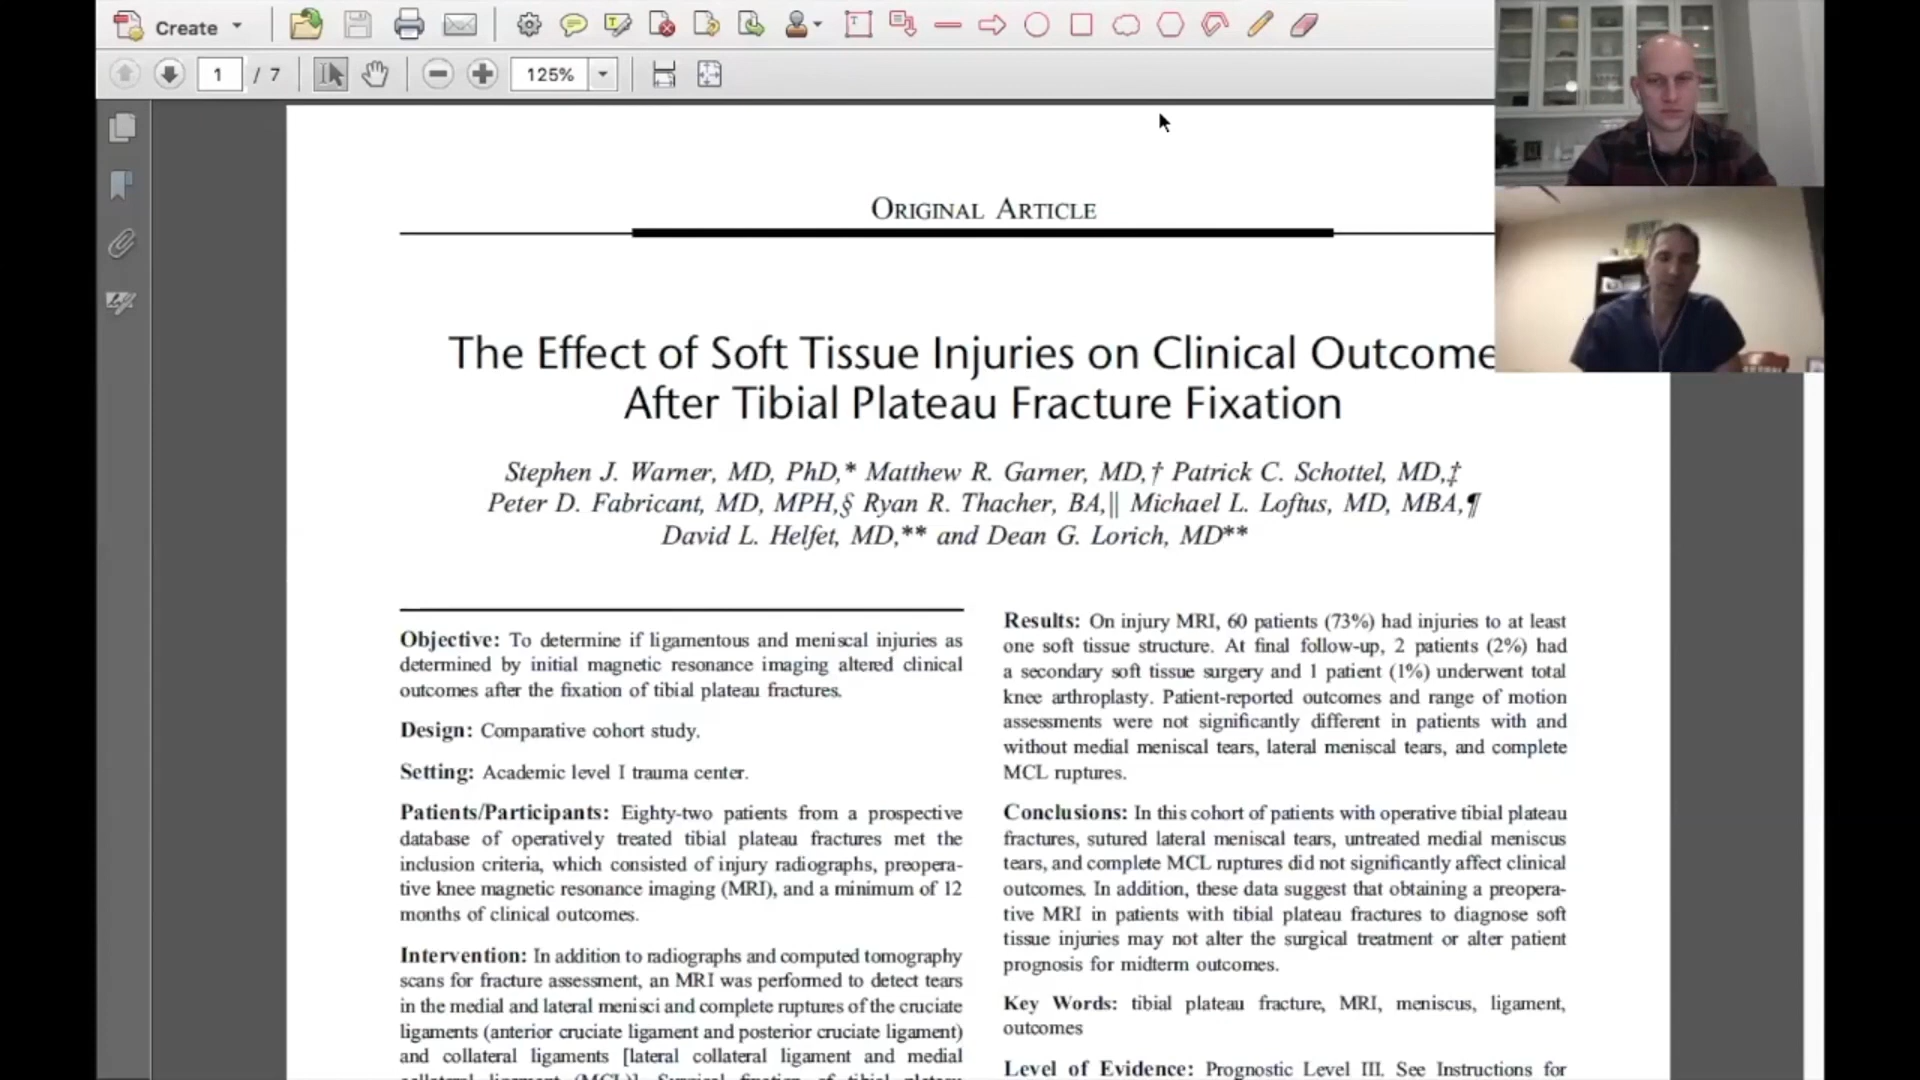 Create
1 / 7
125%
ORIGINAL ARTICLE
The Effect of Soft Tissue Injuries on Clinical Outcome
After Tibial Plateau Fracture Fixation
Stephen J. Warner, MD, PhD,* Matthew R. Garner, MD,† Patrick C. Schottel, MD,‡
Peter D. Fabricant, MD, MPH,§ Ryan R. Thacher, BA,|| Michael L. Loftus, MD, MBA,¶
David L. Helfet, MD,** and Dean G. Lorich, MD**
Objective: To determine if ligamentous and meniscal injuries as
determined by initial magnetic resonance imaging altered clinical
outcomes after the fixation of tibial plateau fractures.
Design: Comparative cohort study.
Setting: Academic level I trauma center.
Patients/Participants: Eighty-two patients from a prospective
database of operatively treated tibial plateau fractures met the
inclusion criteria, which consisted of injury radiographs, preopera-
tive knee magnetic resonance imaging (MRI), and a minimum of 12
months of clinical outcomes.
Intervention: In addition to radiographs and computed tomography
scans for fracture assessment, an MRI was performed to detect tears
in the medial and lateral menisci and complete ruptures of the cruciate
ligaments (anterior cruciate ligament and posterior cruciate ligament)
and collateral ligaments [lateral collateral ligament and medial
Results: On injury MRI, 60 patients (73%) had injuries to at least
one soft tissue structure. At final follow-up, 2 patients (2%) had
a secondary soft tissue surgery and 1 patient (1%) underwent total
knee arthroplasty. Patient-reported outcomes and range of motion
assessments were not significantly different in patients with and
without medial meniscal tears, lateral meniscal tears, and complete
MCL ruptures.
Conclusions: In this cohort of patients with operative tibial plateau
fractures, sutured lateral meniscal tears, untreated medial meniscus
tears, and complete MCL ruptures did not significantly affect clinical
outcomes. In addition, these data suggest that obtaining a preopera-
tive MRI in patients with tibial plateau fractures to diagnose soft
tissue injuries may not alter the surgical treatment or alter patient
prognosis for midterm outcomes.
Key Words: tibial plateau fracture, MRI, meniscus, ligament,
outcomes
Level of Evidence: Prognostic Level III. See Instructions for